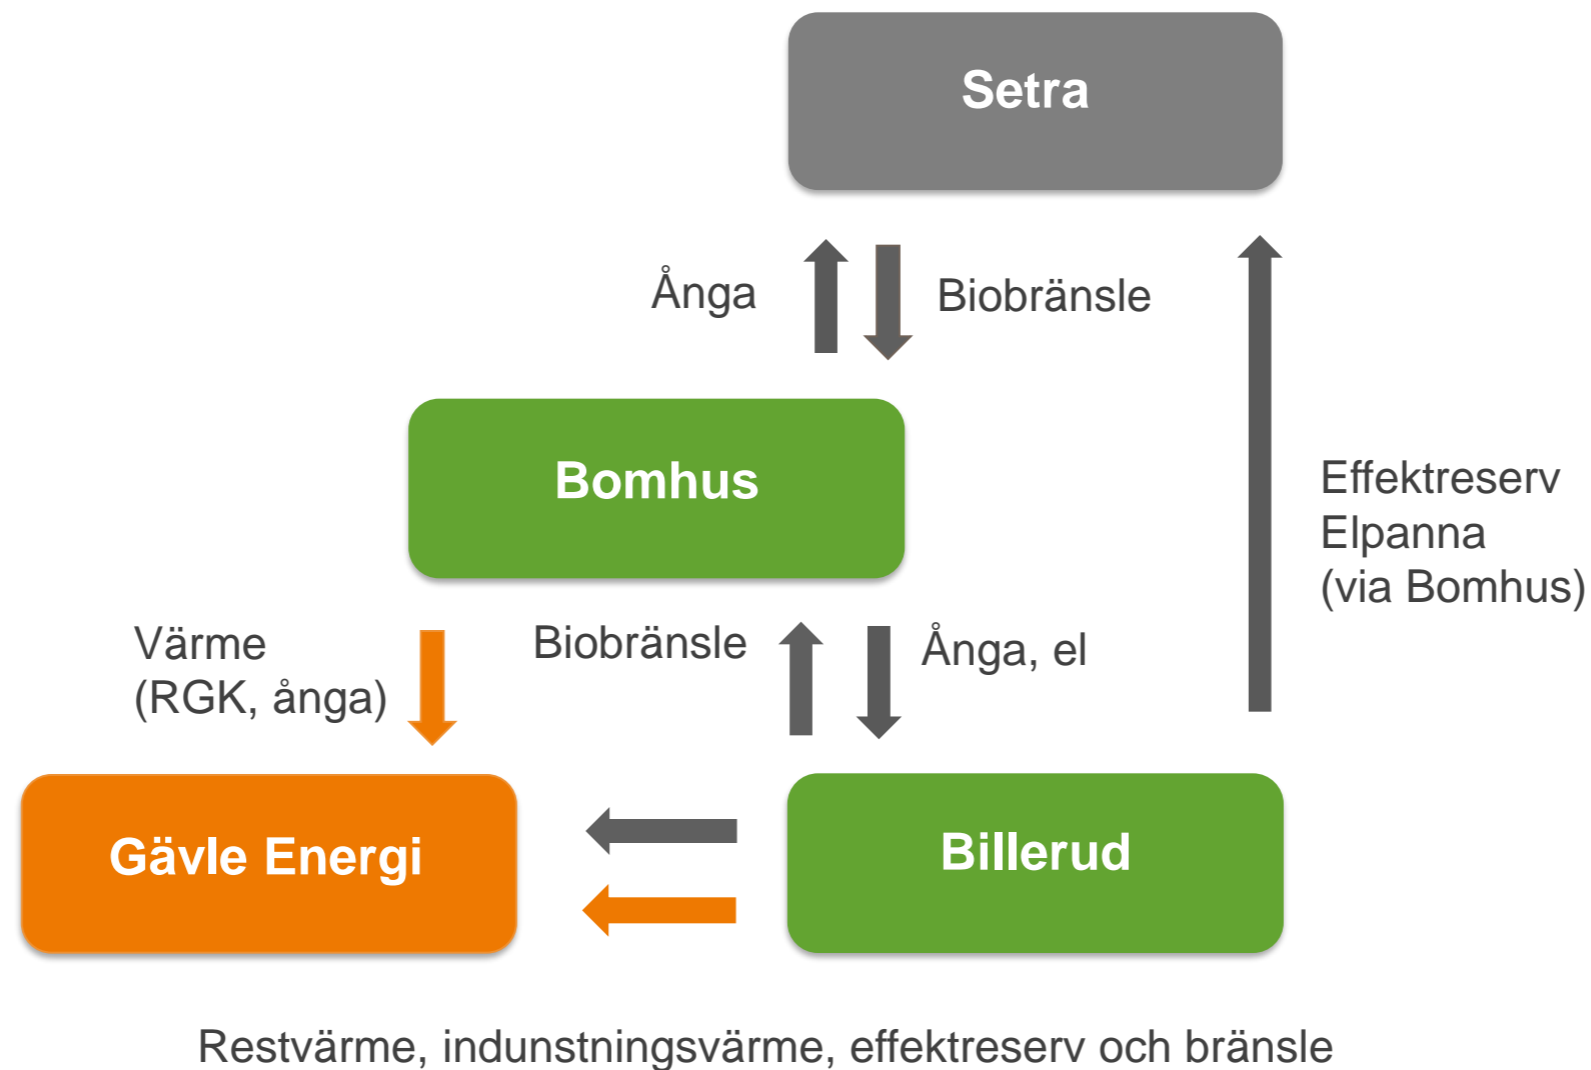 Setra
Ånga
Biobränsle
Bomhus
Effektreserv
Elpanna
(via Bomhus)
Värme
(RGK, ånga)
Biobränsle
Ånga, el
Gävle Energi
Billerud
Restvärme, indunstningsvärme, effektreserv och bränsle